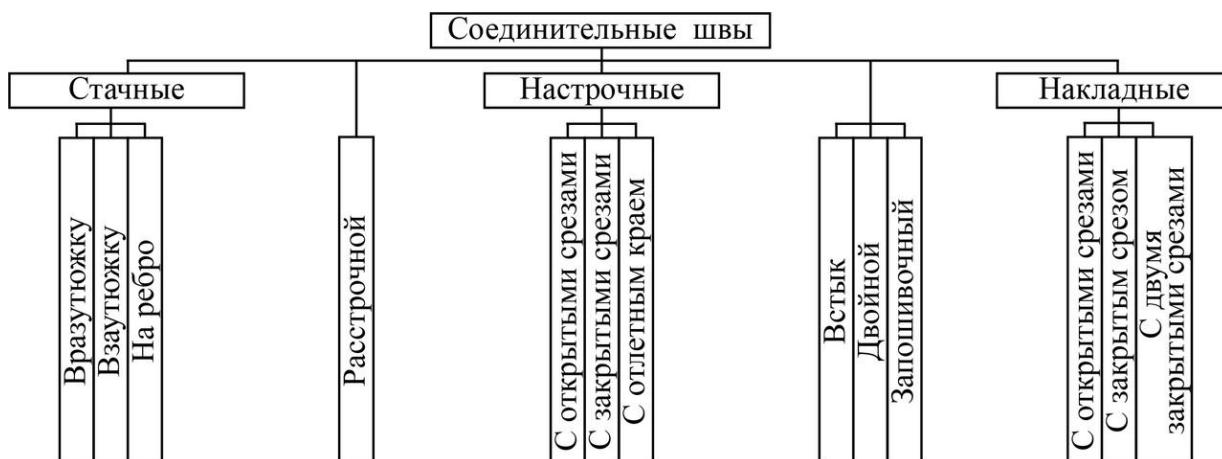 Соединительные швы
Стачные
Настрочные
Накладные
Вразутюжку
Взаутюжку
На ребро
Расстрочной
С открытыми срезами
С закрытыми срезами
С отлетным краем
Встык
Двойной
Запошивочный
С открытыми срезами
С закрытым срезом
С двумя
закрытыми срезами